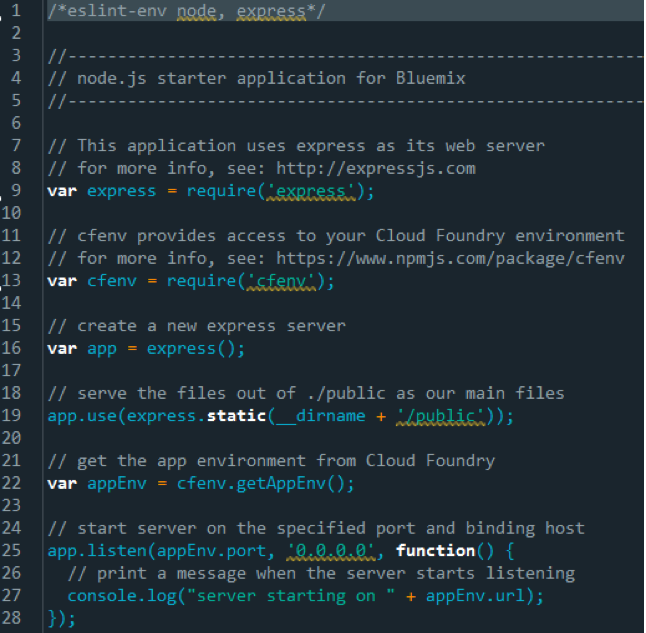 1 /*eslint-env node, express*/
2
3 //------------------------------------------------------------
4 // node.js starter application for Bluemix
5 //------------------------------------------------------------
6
7 // This application uses express as its web server
8 // for more info, see: http://expressjs.com
9 var express = require('express');
10
11 // cfenv provides access to your Cloud Foundry environment
12 // for more info, see: https://www.npmjs.com/package/cfenv
13 var cfenv = require('cfenv');
14
15 // create a new express server
16 var app = express();
17
18 // serve the files out of ./public as our main files
19 app.use(express.static(__dirname + '/public'));
20
21 // get the app environment from Cloud Foundry
22 var appEnv = cfenv.getAppEnv();
23
24 // start server on the specified port and binding host
25 app.listen(appEnv.port, '0.0.0.0', function() {
26   // print a message when the server starts listening
27   console.log("server starting on " + appEnv.url);
28 });